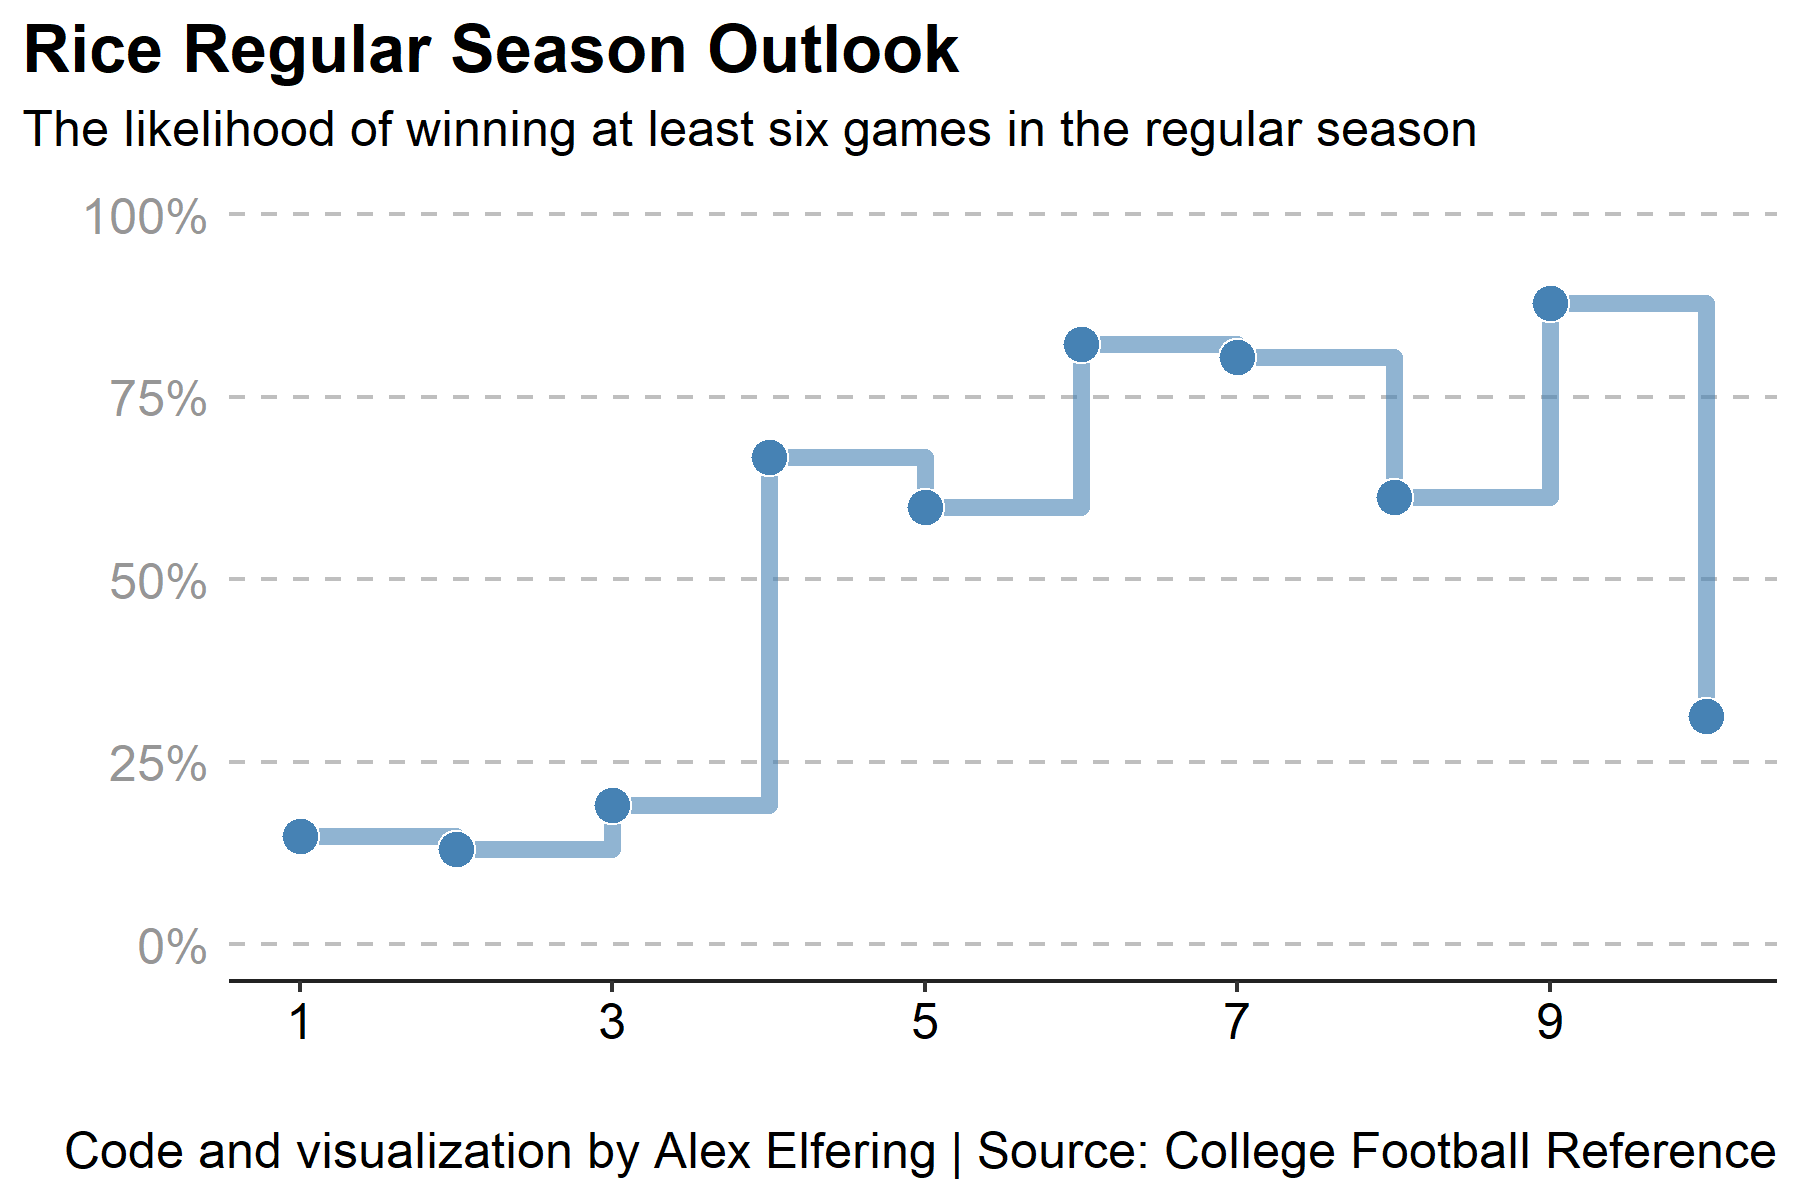 Rice Regular Season Outlook
The likelihood of winning at least six games in the regular season
100%
75%
50%
25%
0%
1 3 5 7 9
Code and visualization by Alex Elfering | Source: College Football Reference